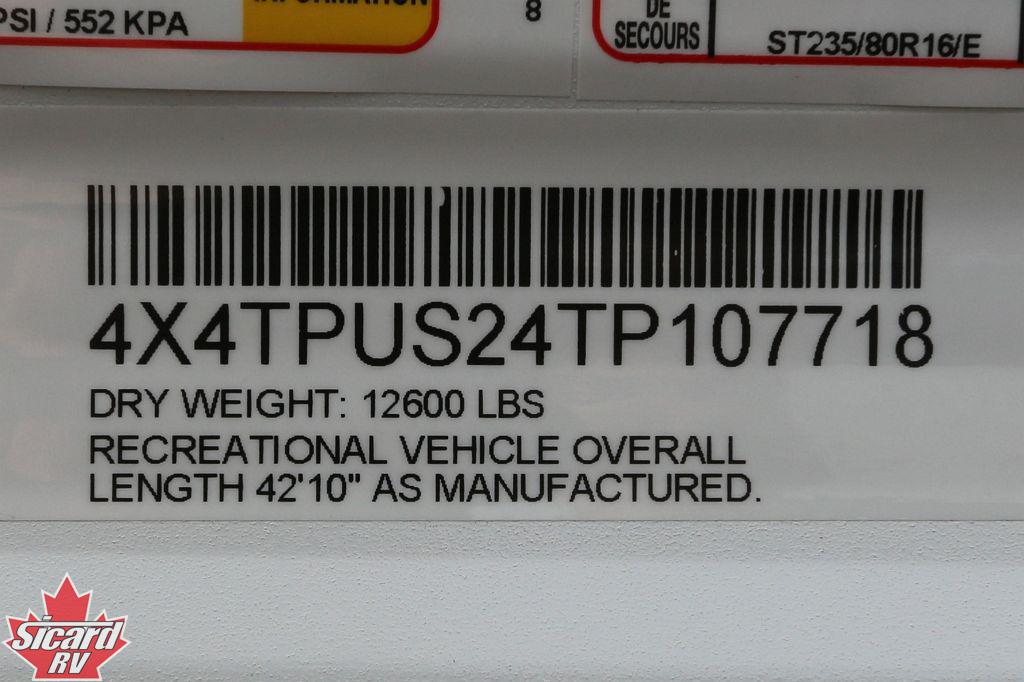 PSI / 552 KPA
INFORMATION
8
DE
SECOURS
ST235/80R16/E
4X4TPUS24TP107718
DRY WEIGHT: 12600 LBS
RECREATIONAL VEHICLE OVERALL
LENGTH 42'10" AS MANUFACTURED.
Sicard
RV